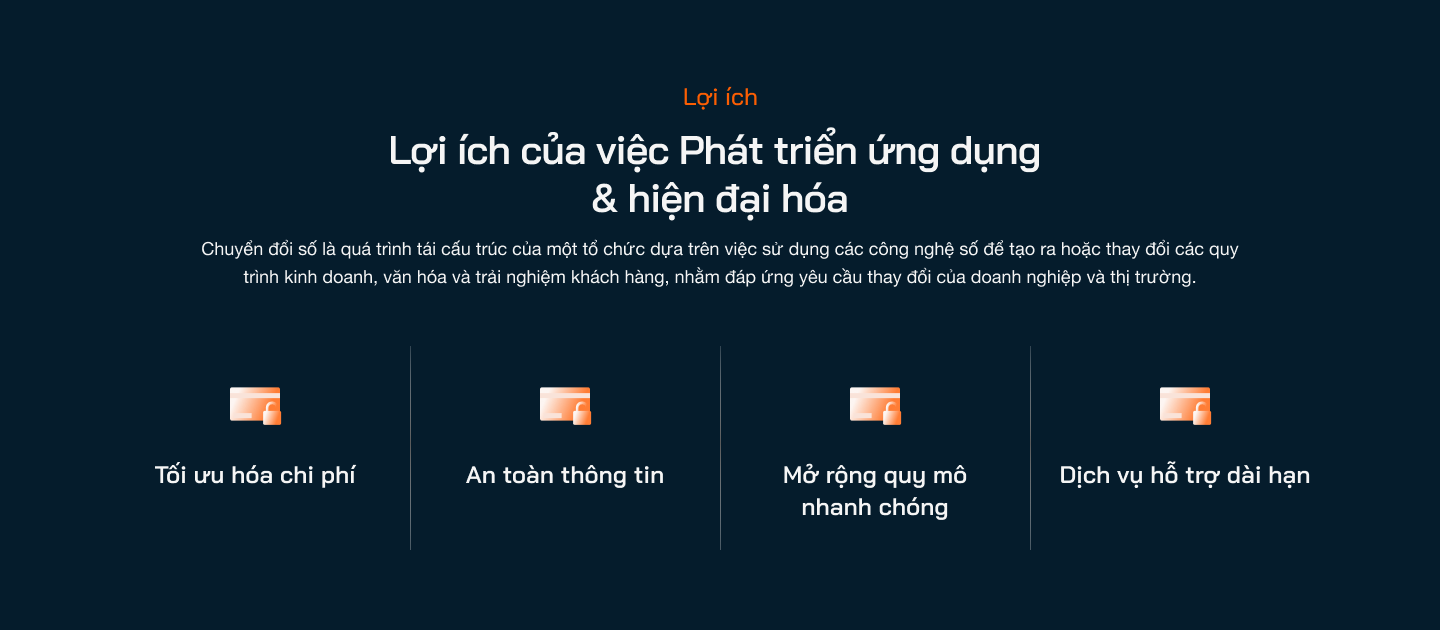 Lợi ích
Lợi ích của việc Phát triển ứng dụng
& hiện đại hóa
Chuyển đổi số là quá trình tái cấu trúc của một tổ chức dựa trên việc sử dụng các công nghệ số để tạo ra hoặc thay đổi các quy
trình kinh doanh, văn hóa và trải nghiệm khách hàng, nhằm đáp ứng yêu cầu thay đổi của doanh nghiệp và thị trường.
Tối ưu hóa chi phí
An toàn thông tin
Mở rộng quy mô
nhanh chóng
Dịch vụ hỗ trợ dài hạn